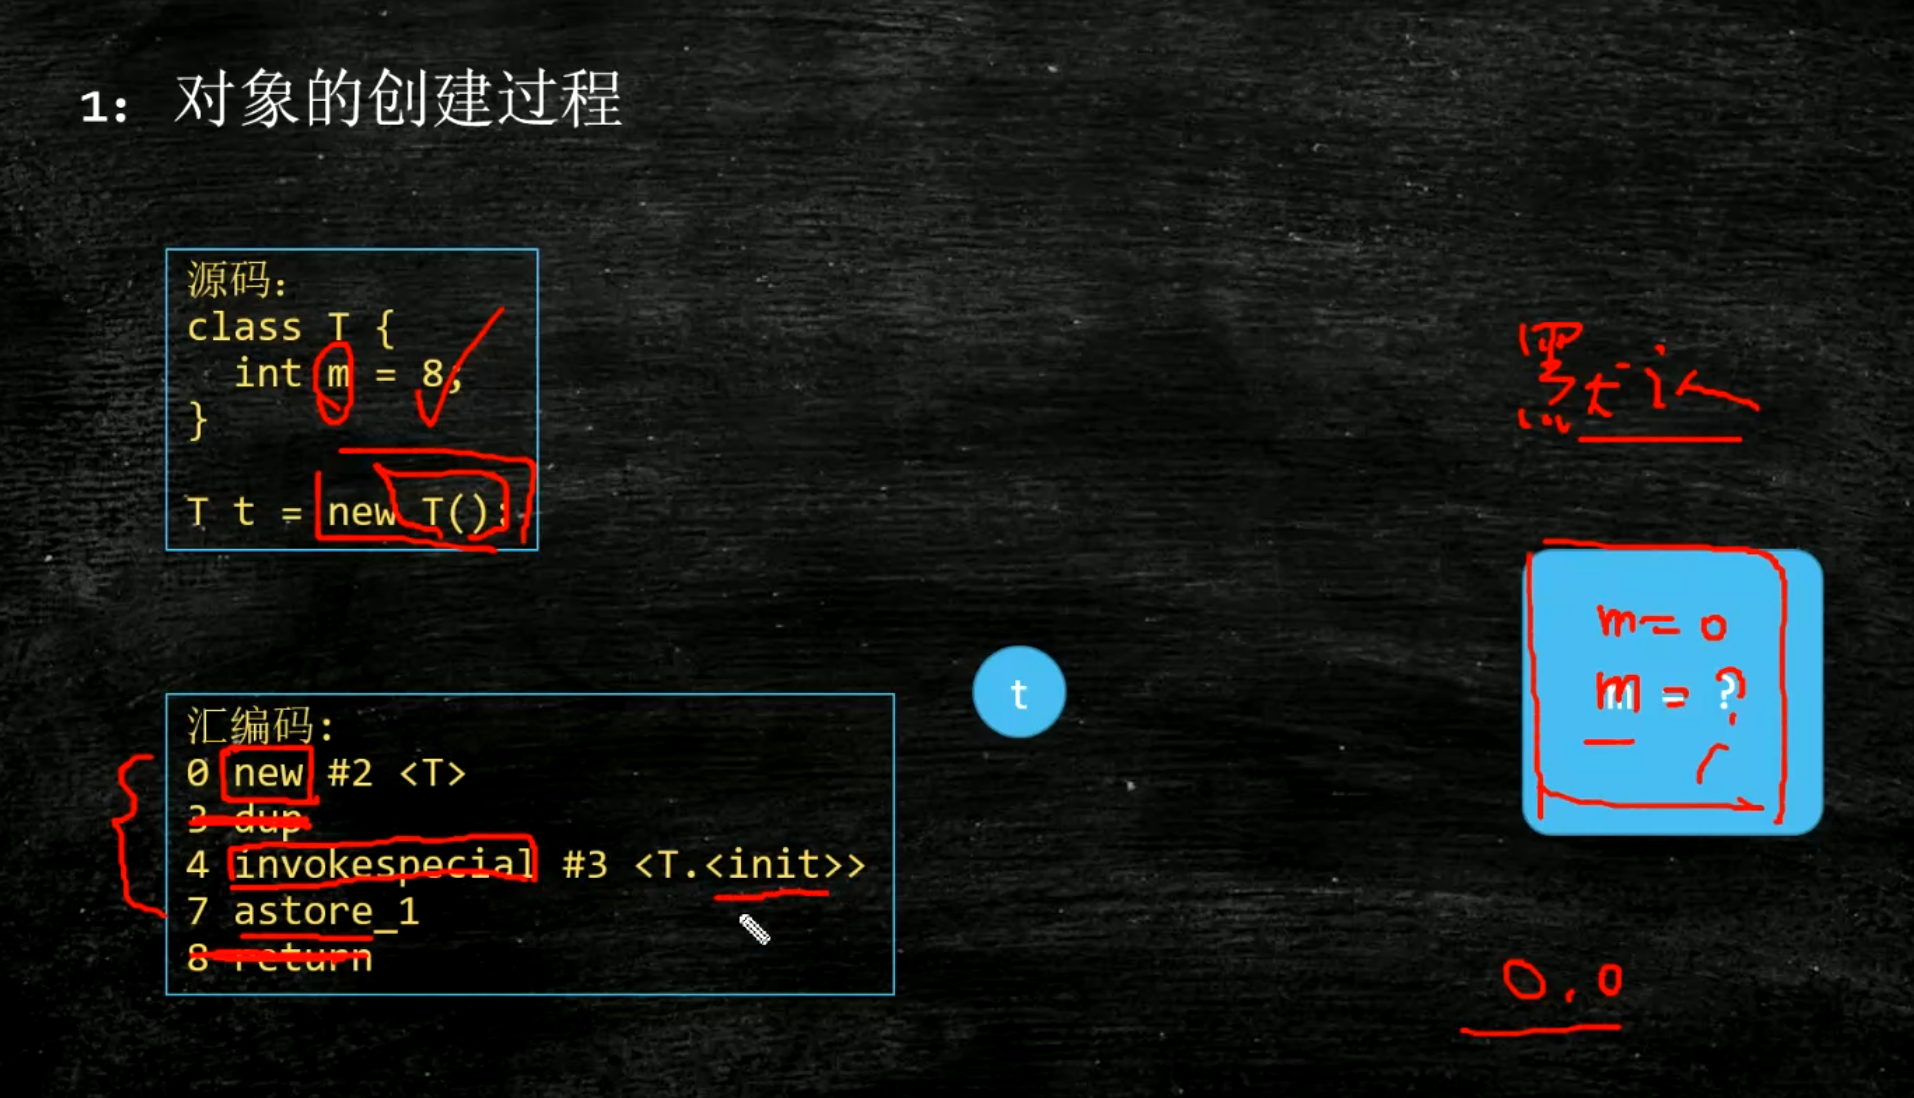 1: 对象的创建过程
源码:
class T {
int m = 8;
}
T t = new T();
默认
m = 0
m = ?
t
汇编码:
0 new #2 <T>
3 dup
4 invokespecial #3 <T.<init>>
7 astore_1
8 return
0.0